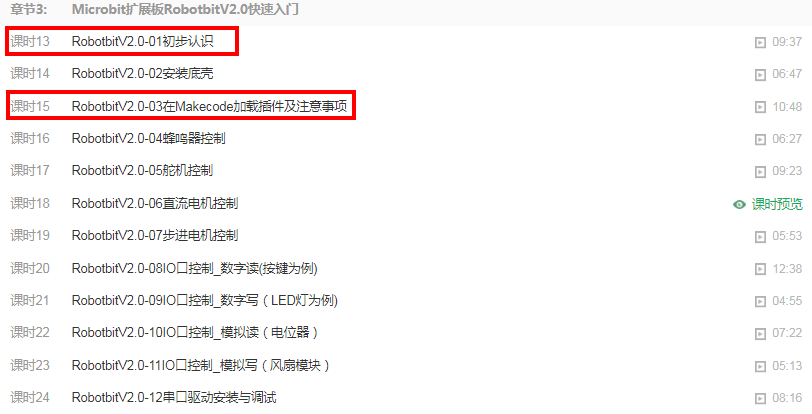 章节3: Microbit扩展板RobotbitV2.0快速入门
课时13 RobotbitV2.0-01初步认识 09:37
课时14 RobotbitV2.0-02安装底壳 06:47
课时15 RobotbitV2.0-03在Makecode加载插件及注意事项 10:48
课时16 RobotbitV2.0-04蜂鸣器控制 06:27
课时17 RobotbitV2.0-05舵机控制 09:23
课时18 RobotbitV2.0-06直流电机控制 课时预览
课时19 RobotbitV2.0-07步进电机控制 05:53
课时20 RobotbitV2.0-08IO口控制_数字读(按键为例) 12:38
课时21 RobotbitV2.0-09IO口控制_数字写（LED灯为例) 04:55
课时22 RobotbitV2.0-10IO口控制_模拟读（电位器） 07:22
课时23 RobotbitV2.0-11IO口控制_模拟写（风扇模块） 05:13
课时24 RobotbitV2.0-12串口驱动安装与调试 08:16